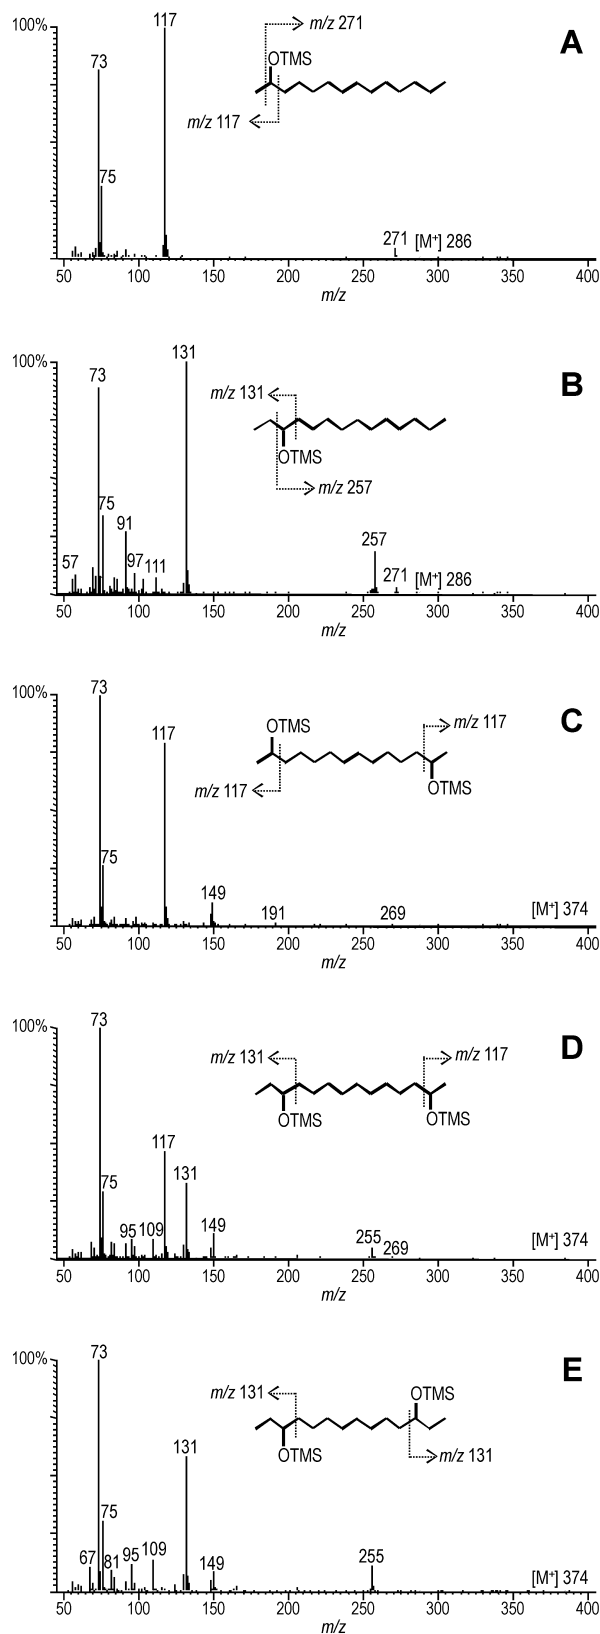 100%
117
m/z 271
A
OTMS
73
m/z 117
75
271 [M⁺] 286
50 100 150 200 250 300 350 400
m/z
100%
131
B
73
m/z 131
OTMS
75
91
m/z 257
257
57
97
111
271 [M⁺] 286
50 100 150 200 250 300 350 400
m/z
100%
73
C
m/z 117
OTMS
117
m/z 117
OTMS
75
149
191
269
[M⁺] 374
50 100 150 200 250 300 350 400
m/z
100%
73
D
m/z 131
m/z 117
OTMS
OTMS
117
75
131
95
109
149
255
269
[M⁺] 374
50 100 150 200 250 300 350 400
m/z
100%
73
E
m/z 131
OTMS
131
OTMS
m/z 131
75
67
81
95
109
149
255
[M⁺] 374
50 100 150 200 250 300 350 400
m/z